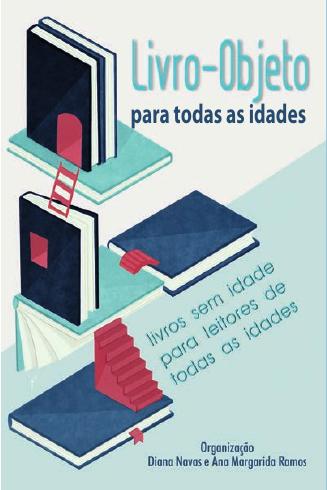 Livro-Objeto
para todas as idades
livros sem idade
para leitores de
todas as idades
Organização
Diana Navas e Ana Margarida Ramos